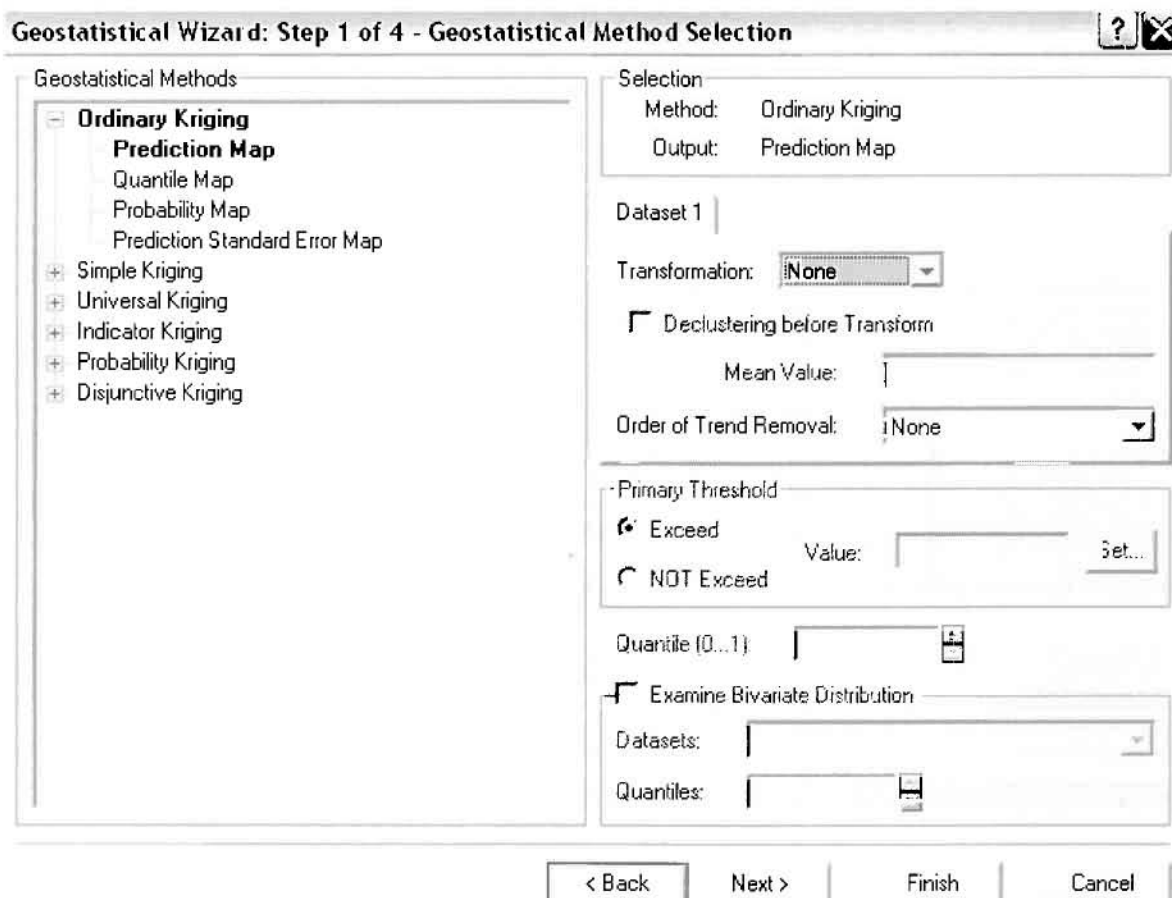 Geostatistical Wizard: Step 1 of 4 - Geostatistical Method Selection
?
Geostatistical Methods
Ordinary Kriging
Prediction Map
Quantile Map
Probability Map
Prediction Standard Error Map
Simple Kriging
Universal Kriging
Indicator Kriging
Probability Kriging
Disjunctive Kriging
Selection
Method: Ordinary Kriging
Output: Prediction Map
Dataset 1
Transformation: None
Declustering before Transform
Mean Value:
Order of Trend Removal: None
Primary Threshold
Exceed
Value: Set...
NOT Exceed
Quantile (0...1):
Examine Bivariate Distribution
Datasets:
Quantiles:
< Back Next > Finish Cancel